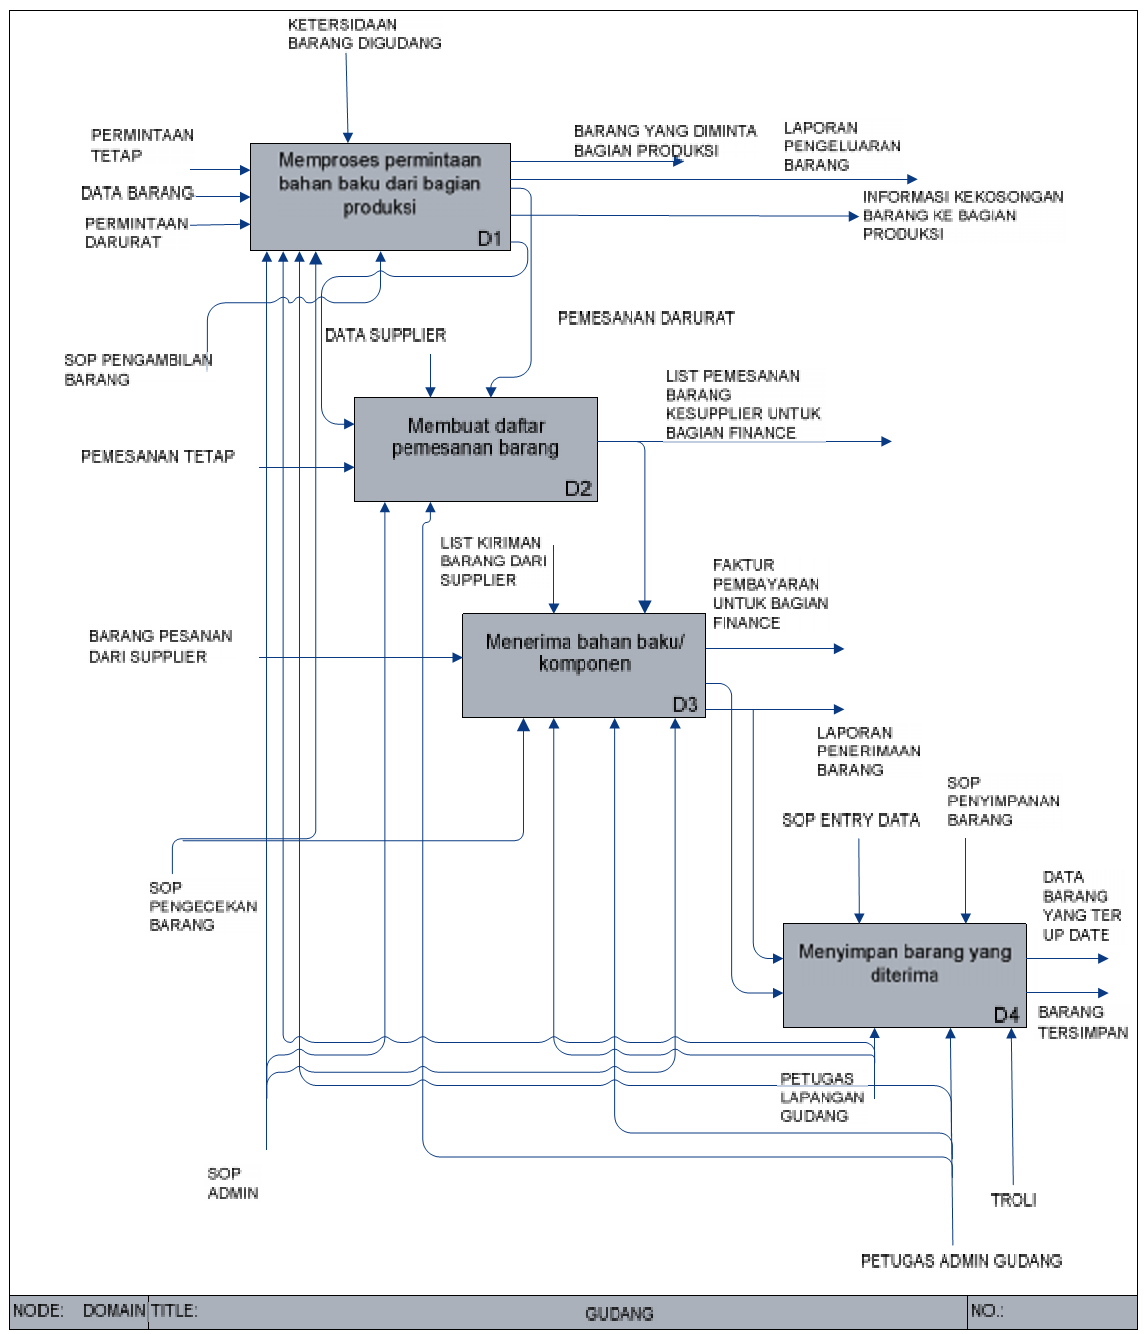 KETERSIDAAN
BARANG DIGUDANG
PERMINTAAN
TETAP
DATA BARANG
PERMINTAAN
DARURAT
Memproses permintaan
bahan baku dari bagian
produksi
D1
BARANG YANG DIMINTA
BAGIAN PRODUKSI
LAPORAN
PENGELUARAN
BARANG
INFORMASI KEKOSONGAN
BARANG KE BAGIAN
PRODUKSI
SOP PENGAMBILAN
BARANG
DATA SUPPLIER
PEMESANAN DARURAT
LIST PEMESANAN
BARANG
KESUPPLIER UNTUK
BAGIAN FINANCE
PEMESANAN TETAP
Membuat daftar
pemesanan barang
D2
LIST KIRIMAN
BARANG DARI
SUPPLIER
FAKTUR
PEMBAYARAN
UNTUK BAGIAN
FINANCE
BARANG PESANAN
DARI SUPPLIER
Menerima bahan baku/
komponen
D3
LAPORAN
PENERIMAAN
BARANG
SOP
PENYIMPANAN
BARANG
SOP ENTRY DATA
SOP
PENGECEKAN
BARANG
DATA
BARANG
YANG TER
UP DATE
Menyimpan barang yang
diterima
D4
BARANG
TERSIMPAN
PETUGAS
LAPANGAN
GUDANG
SOP
ADMIN
TROLI
PETUGAS ADMIN GUDANG
NODE: DOMAIN TITLE: GUDANG NO.: